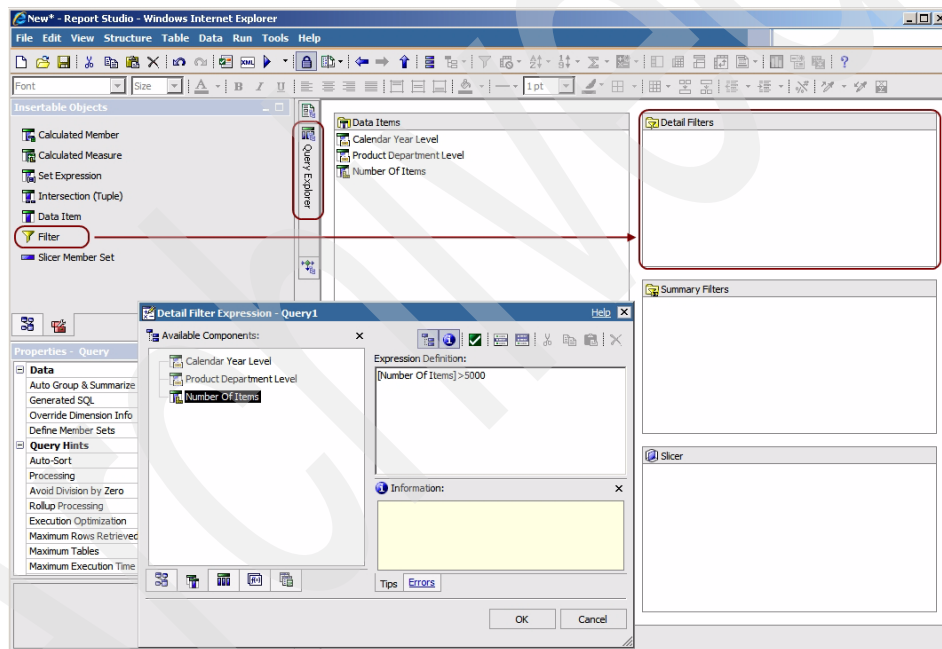 New* - Report Studio - Windows Internet Explorer
File Edit View Structure Table Data Run Tools Help
Font Size 1 pt
Insertable Objects
Calculated Member
Calculated Measure
Set Expression
Intersection (Tuple)
Data Item
Filter
Slicer Member Set
Query Explorer
Data Items
Calendar Year Level
Product Department Level
Number Of Items
Detail Filters
Summary Filters
Slicer
Properties - Query
Data
Auto Group & Summarize
Generated SQL
Override Dimension Info
Define Member Sets
Query Hints
Auto-Sort
Processing
Avoid Division by Zero
Rollup Processing
Execution Optimization
Maximum Rows Retrieved
Maximum Tables
Maximum Execution Time
Detail Filter Expression - Query1
Help
Available Components:
Calendar Year Level
Product Department Level
Number Of Items
Expression Definition:
[Number Of Items]>5000
Information:
Tips Errors
OK Cancel